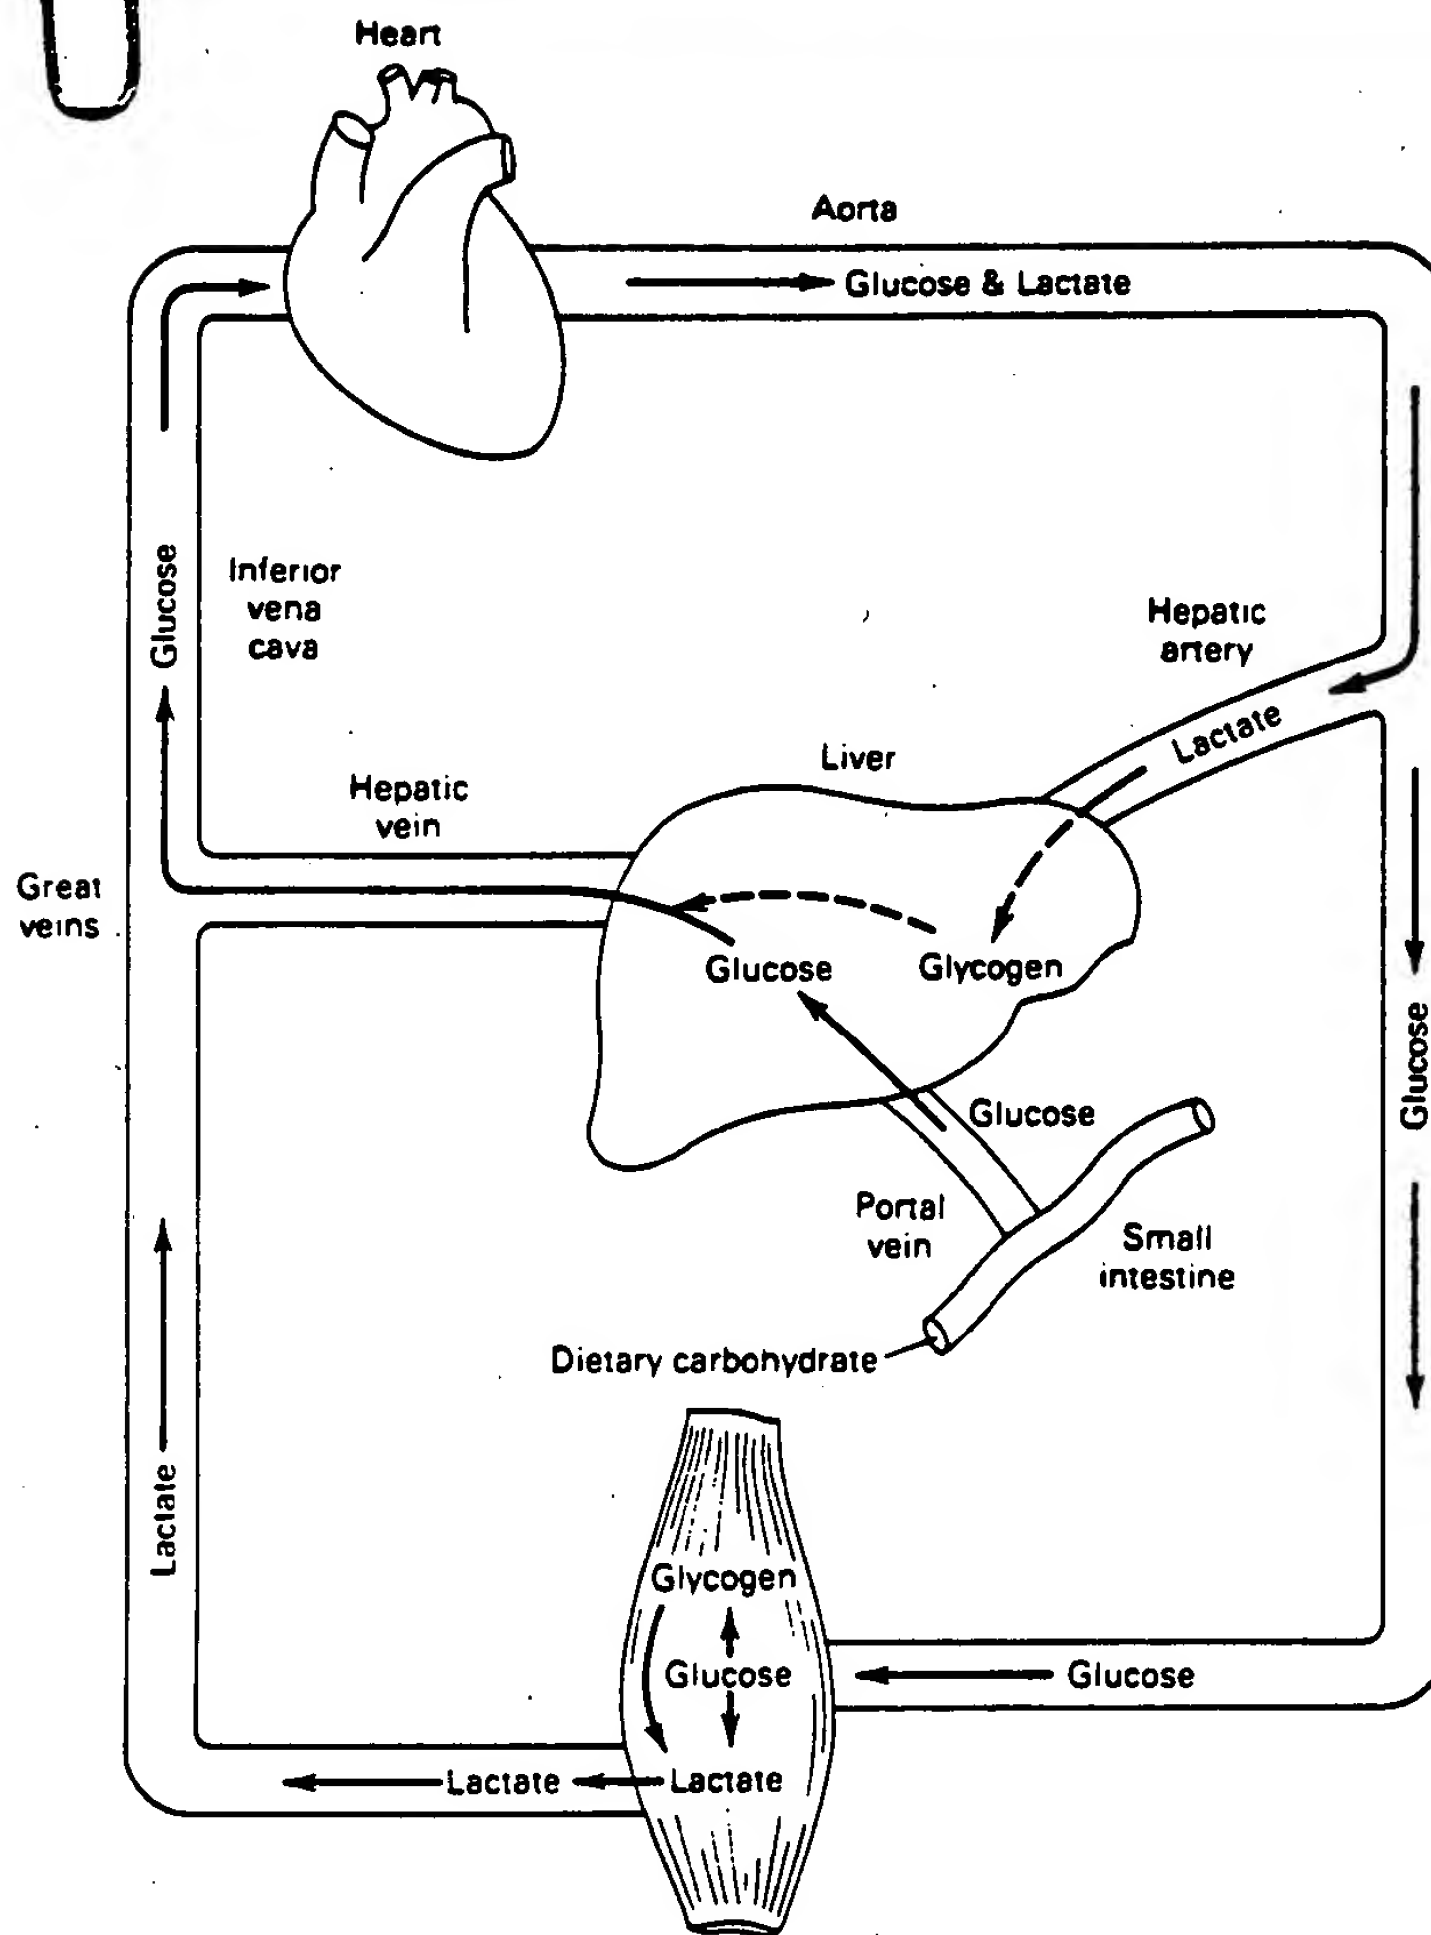 Heart
Aorta
Glucose & Lactate
Glucose
Inferior
vena
cava
Hepatic
artery
Lactate
Liver
Hepatic
vein
Great
veins
Glucose
Glycogen
Glucose
Glucose
Portal
vein
Small
intestine
Dietary carbohydrate
Lactate
Glycogen
Glucose
Glucose
Lactate
Lactate